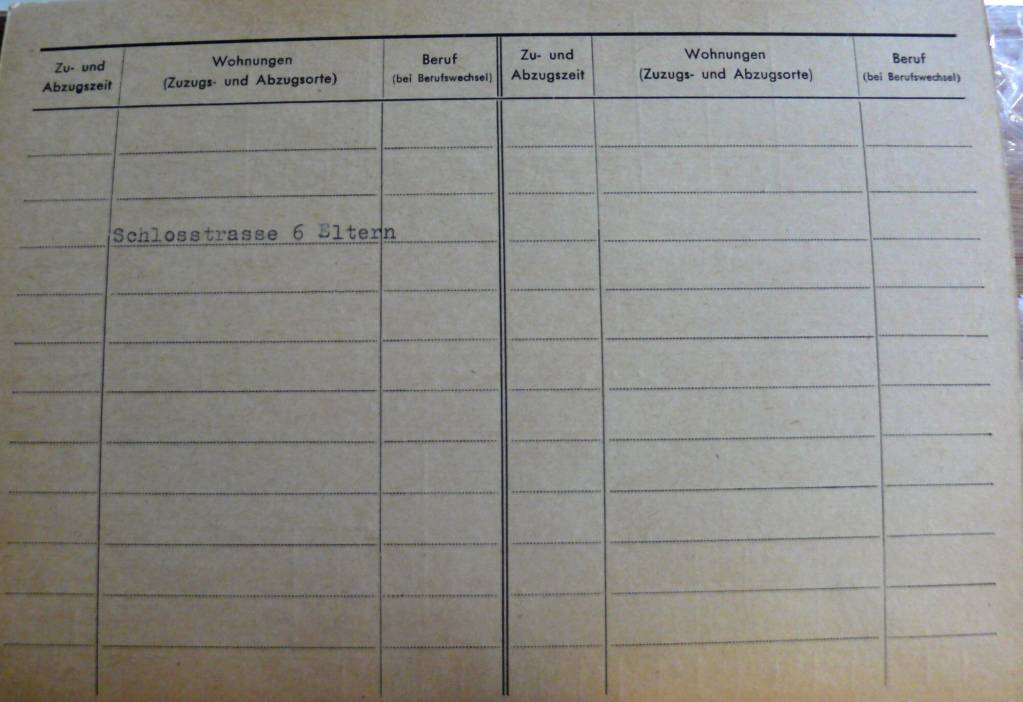 Zu- und Abzugszeit
Wohnungen
(Zuzugs- und Abzugsorte)
Beruf
(bei Berufswechsel)
Zu- und Abzugszeit
Wohnungen
(Zuzugs- und Abzugsorte)
Beruf
(bei Berufswechsel)
Schlosstrasse 6 Eltern